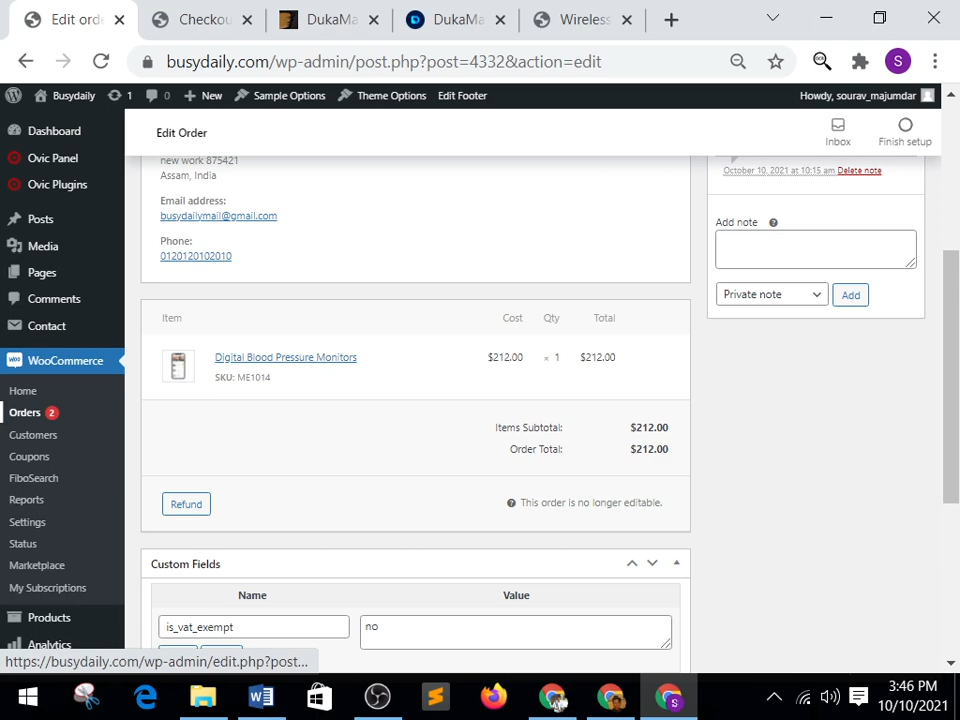 Edit orde
Checkou
DukaMa
DukaMa
Wireless
busydaily.com/wp-admin/post.php?post=4332&action=edit
S
Busydaily
1
0
New
Sample Options
Theme Options
Edit Footer
Howdy, sourav_majumdar
Dashboard
Ovic Panel
Ovic Plugins
Posts
Media
Pages
Comments
Contact
WooCommerce
Home
Orders 2
Customers
Coupons
FiboSearch
Reports
Settings
Status
Marketplace
My Subscriptions
Products
Analytics
Edit Order
Inbox
Finish setup
new work 875421
Assam, India
Email address:
busydailymail@gmail.com
Phone:
0120120102010
October 10, 2021 at 10:15 am Delete note
Add note
Private note
Add
Item Cost Qty Total
Digital Blood Pressure Monitors $212.00 × 1 $212.00
SKU: ME1014
Items Subtotal: $212.00
Order Total: $212.00
Refund
This order is no longer editable.
Custom Fields
Name Value
is_vat_exempt
no
https://busydaily.com/wp-admin/edit.php?post...
3:46 PM
10/10/2021